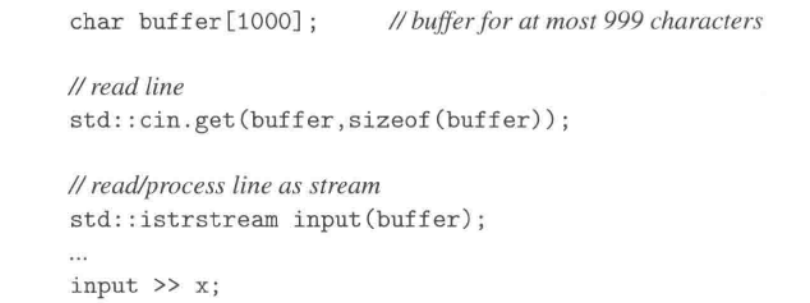 char buffer[1000]; // buffer for at most 999 characters
// read line
std::cin.get(buffer,sizeof(buffer));
// read/process line as stream
std::istrstream input(buffer);
...
input >> x;